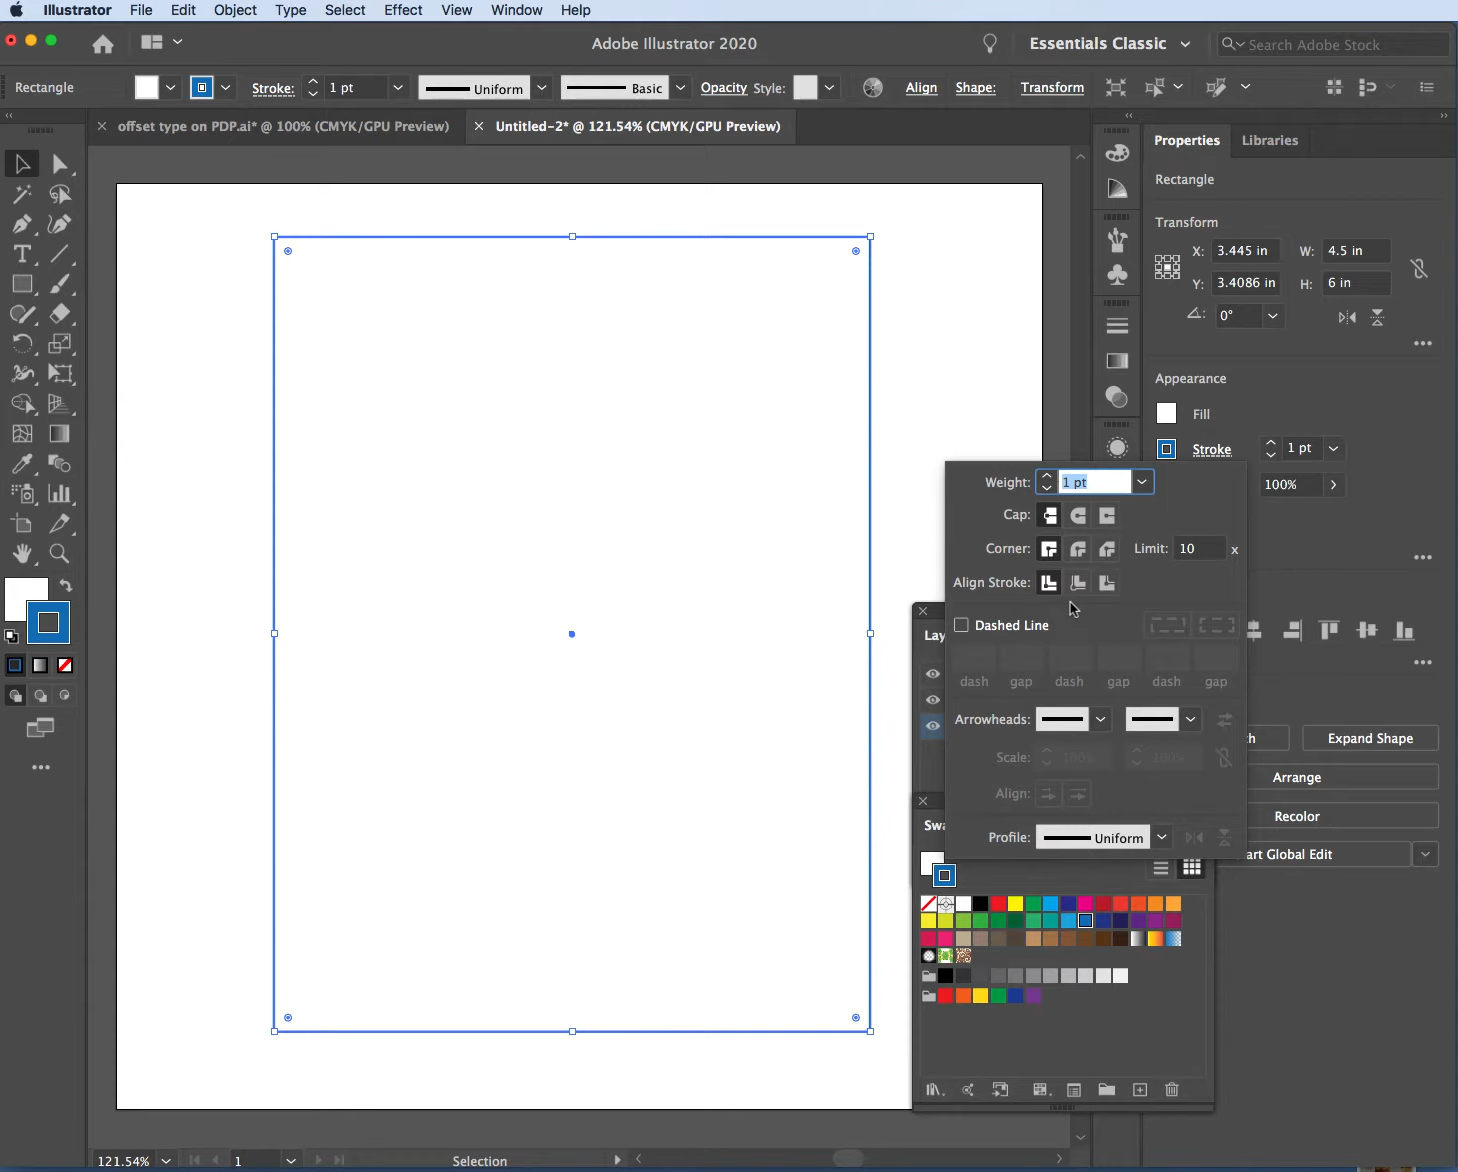 Illustrator File Edit Object Type Select Effect View Window Help
Adobe Illustrator 2020
Essentials Classic
Search Adobe Stock
Rectangle
Stroke: 1 pt
Uniform
Basic
Opacity Style:
Align Shape: Transform
offset type on PDP.ai* @ 100% (CMYK/GPU Preview)
Untitled-2* @ 121.54% (CMYK/GPU Preview)
Properties Libraries
Rectangle
Transform
X: 3.445 in W: 4.5 in
Y: 3.4086 in H: 6 in
0°
Appearance
Fill
Stroke 1 pt
100%
Weight: 1 pt
Cap:
Corner: Limit: 10 x
Align Stroke:
Dashed Line
dash gap dash gap dash gap
Arrowheads:
Scale: 100% 100%
Align:
Profile: Uniform
Lay
Swa
th
Expand Shape
Arrange
Recolor
art Global Edit
121.54% 1 Selection